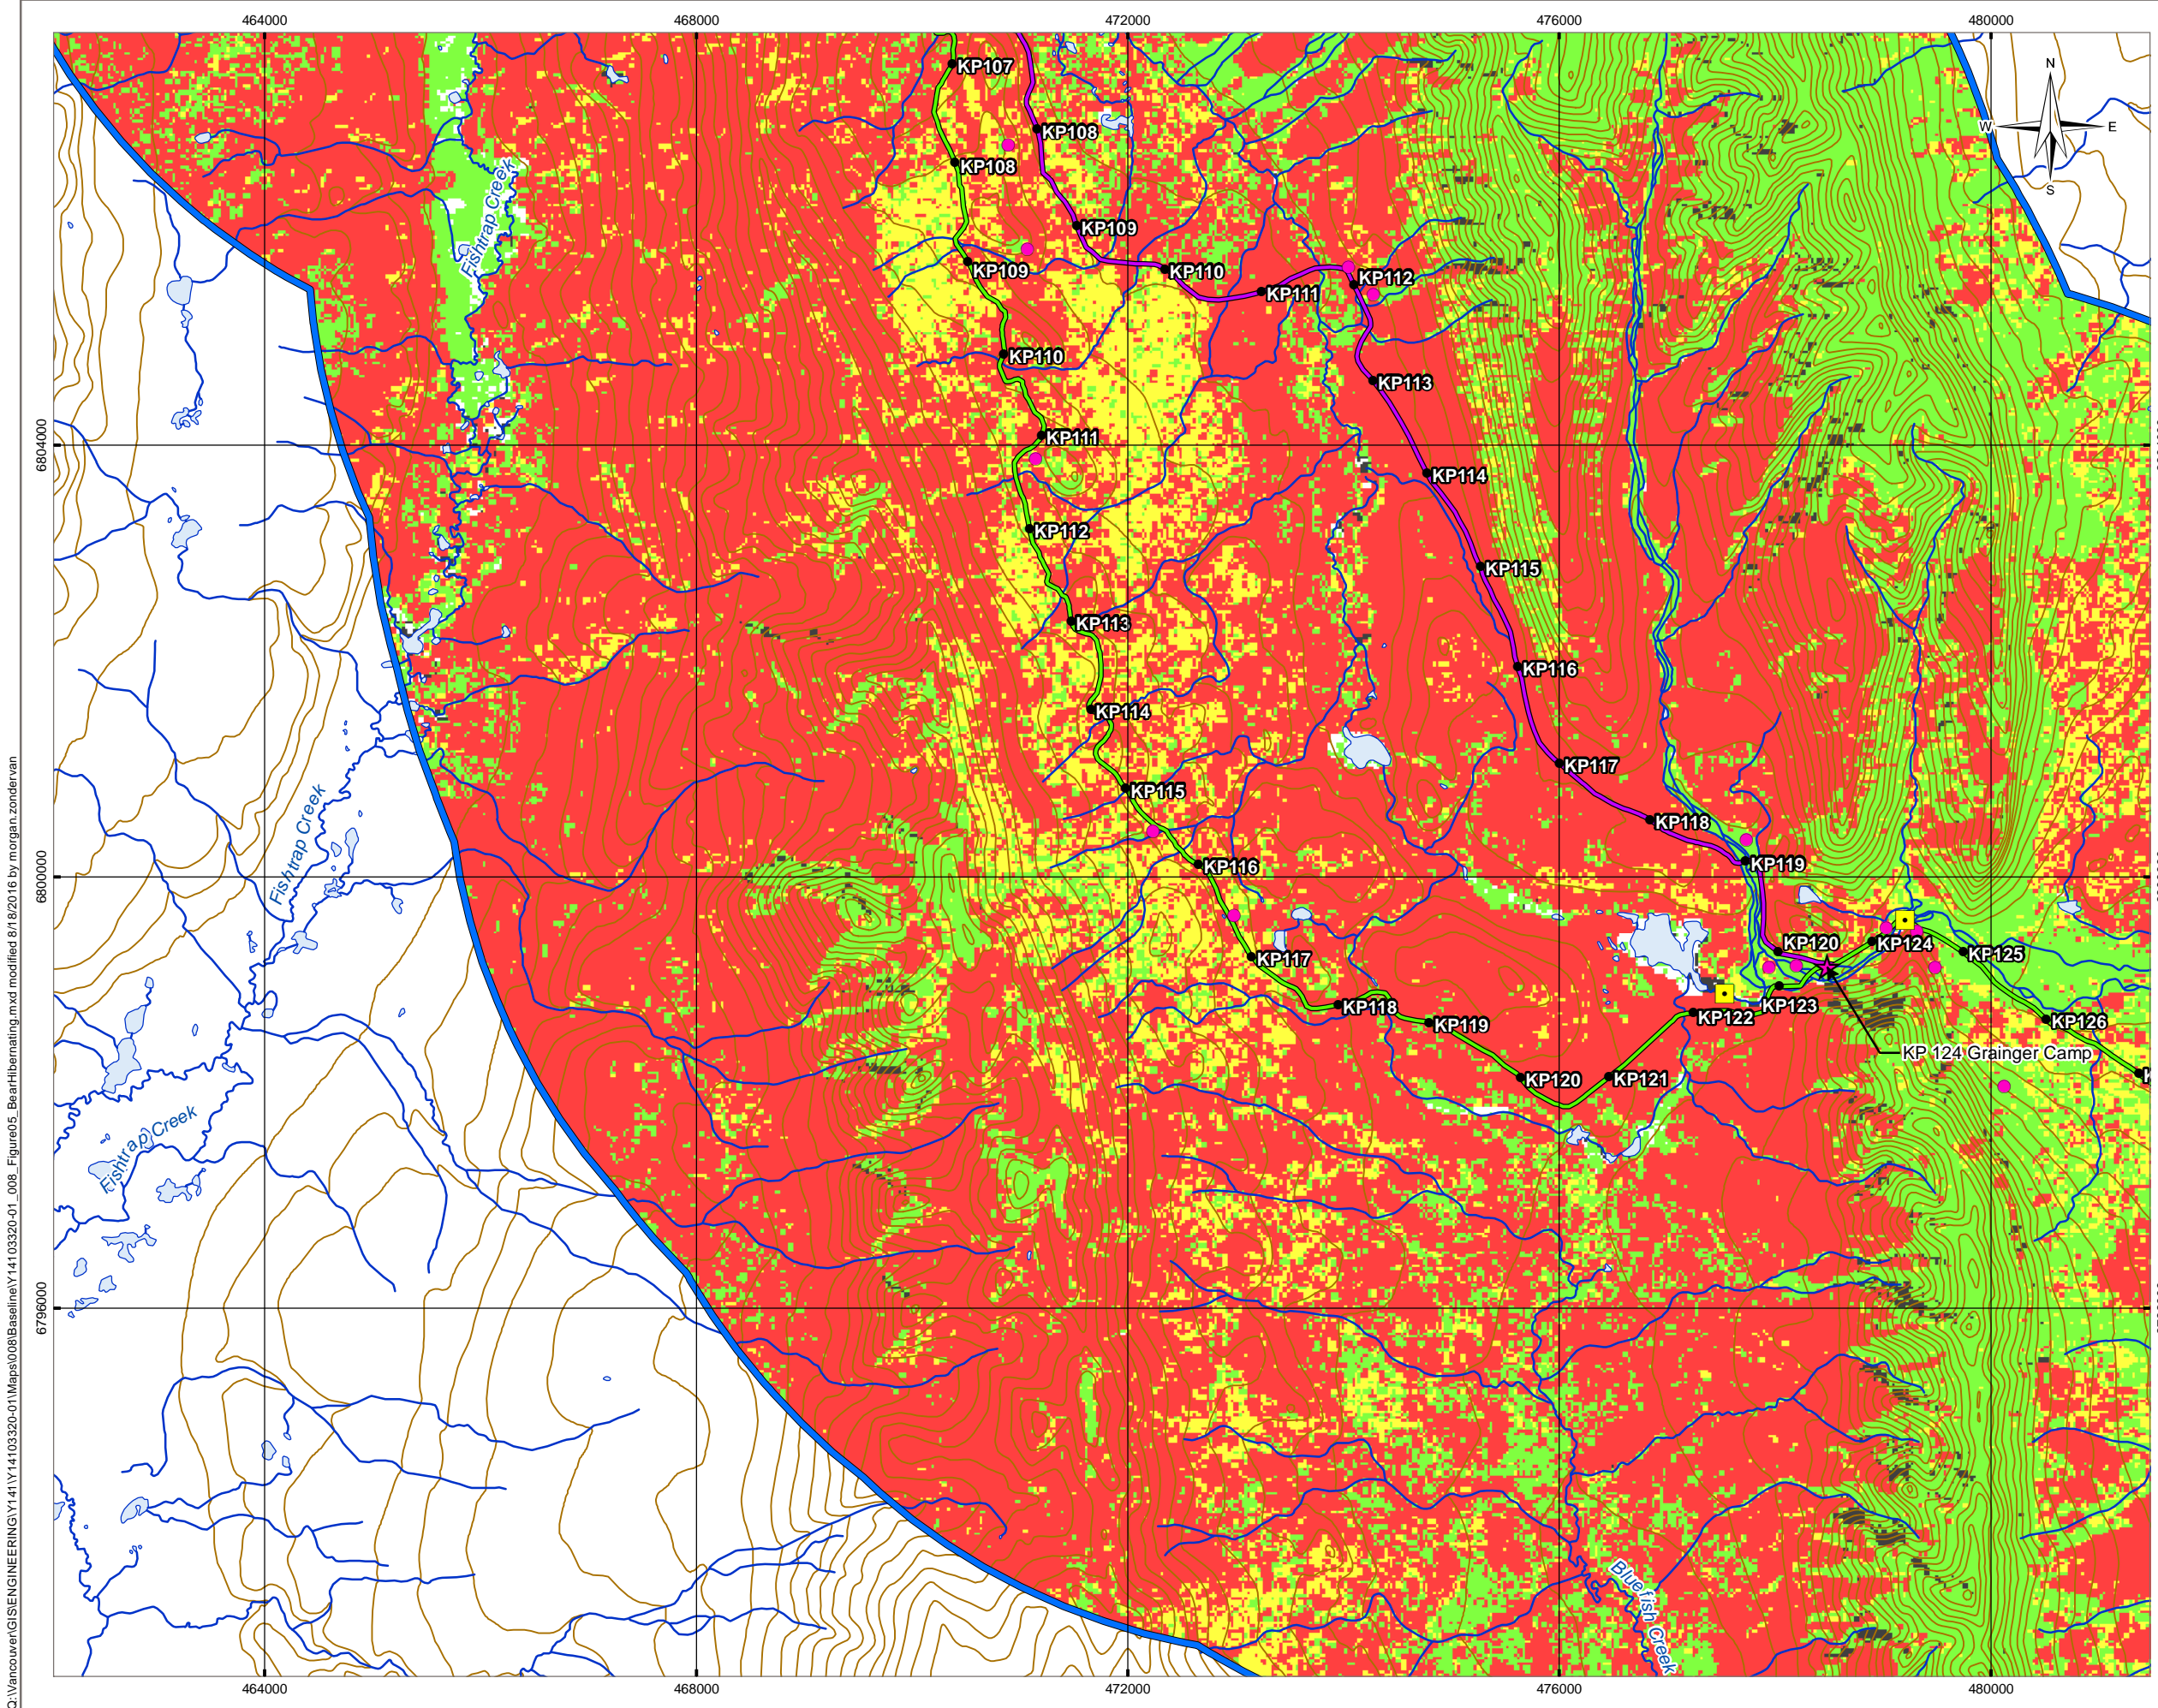 464000 468000 472000 476000 480000
N
W E
S
KP107
KP108
KP108
Fishtrap Creek
KP109
KP109
KP110
KP112
KP111
KP110
KP113
6804000
KP111
KP114
KP112
KP115
KP113
KP116
KP114
KP117
KP115
KP118
Fishtrap Creek
KP119
KP116
KP120
KP124
KP125
KP117
KP118
KP123
KP122
KP119
KP126
KP 124 Grainger Camp
KP120
KP121
K
Fishtrap Creek
6800000
6796000
Bluefish Creek
464000 468000 472000 476000 480000
Q:\Vancouver\GIS\ENGINEERING\Y141\Y14103320-01\Maps\008\Baseline\Y14103320-01_008_Figure05_BearHibernating.mxd modified 8/18/2016 by morgan.zondervan